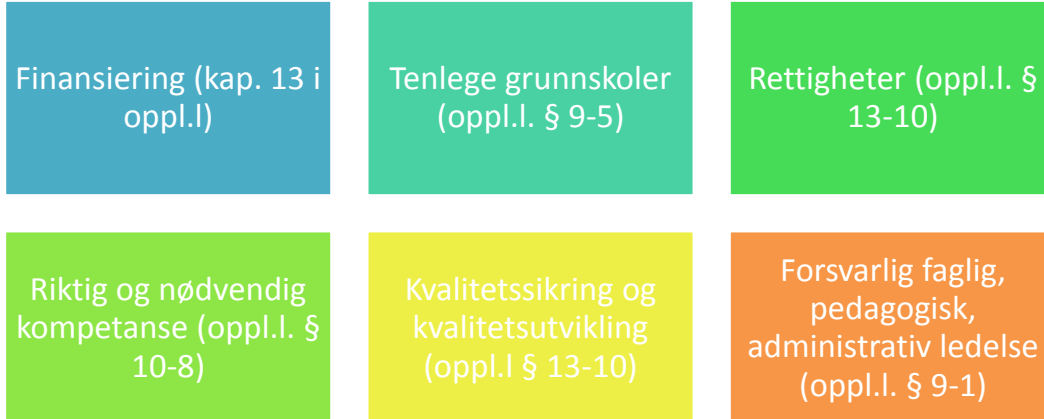 Finansiering (kap. 13 i
oppl.l)
Tenlege grunnskoler
(oppl.l. § 9-5)
Rettigheter (oppl.l. §
13-10)
Riktig og nødvendig
kompetanse (oppl.l. §
10-8)
Kvalitetssikring og
kvalitetsutvikling
(oppl.l § 13-10)
Forsvarlig faglig,
pedagogisk,
administrativ ledelse
(oppl.l. § 9-1)